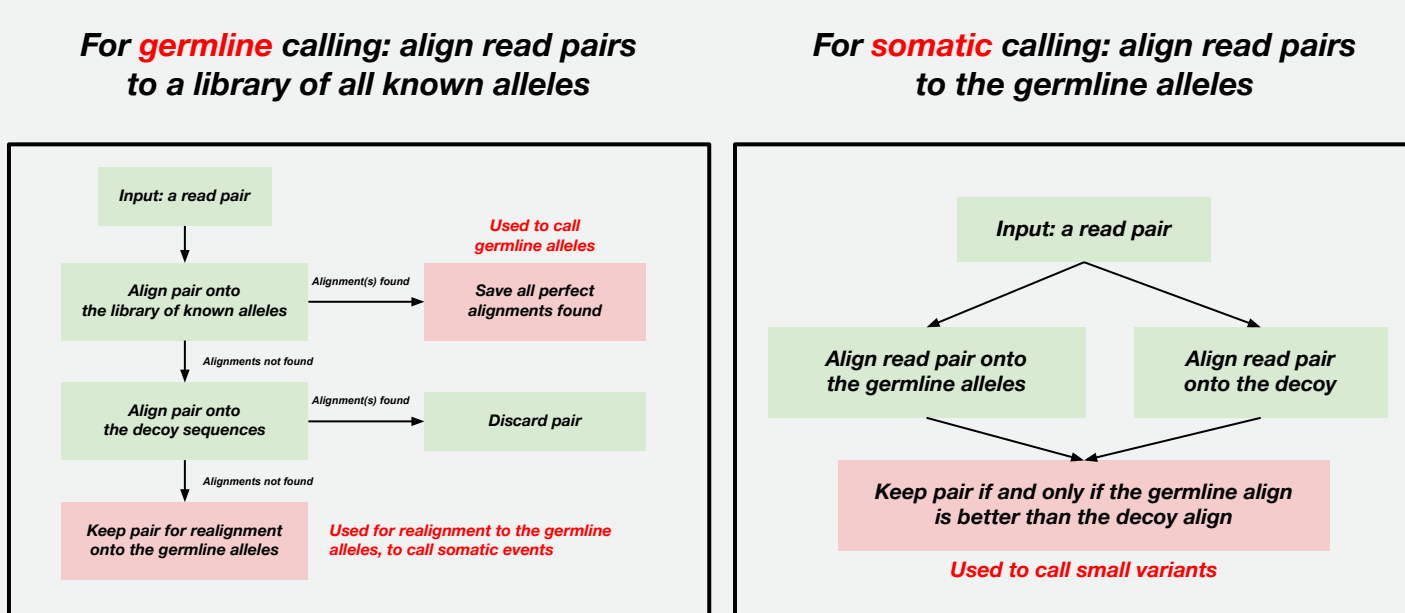 For germline calling: align read pairs
to a library of all known alleles
Input: a read pair
Used to call
germline alleles
Align pair onto
the library of known alleles
Alignment(s) found
Save all perfect
alignments found
Alignments not found
Align pair onto
the decoy sequences
Alignment(s) found
Discard pair
Alignments not found
Keep pair for realignment
onto the germline alleles
Used for realignment to the germline
alleles, to call somatic events
For somatic calling: align read pairs
to the germline alleles
Input: a read pair
Align read pair onto
the germline alleles
Align read pair
onto the decoy
Keep pair if and only if the germline align
is better than the decoy align
Used to call small variants